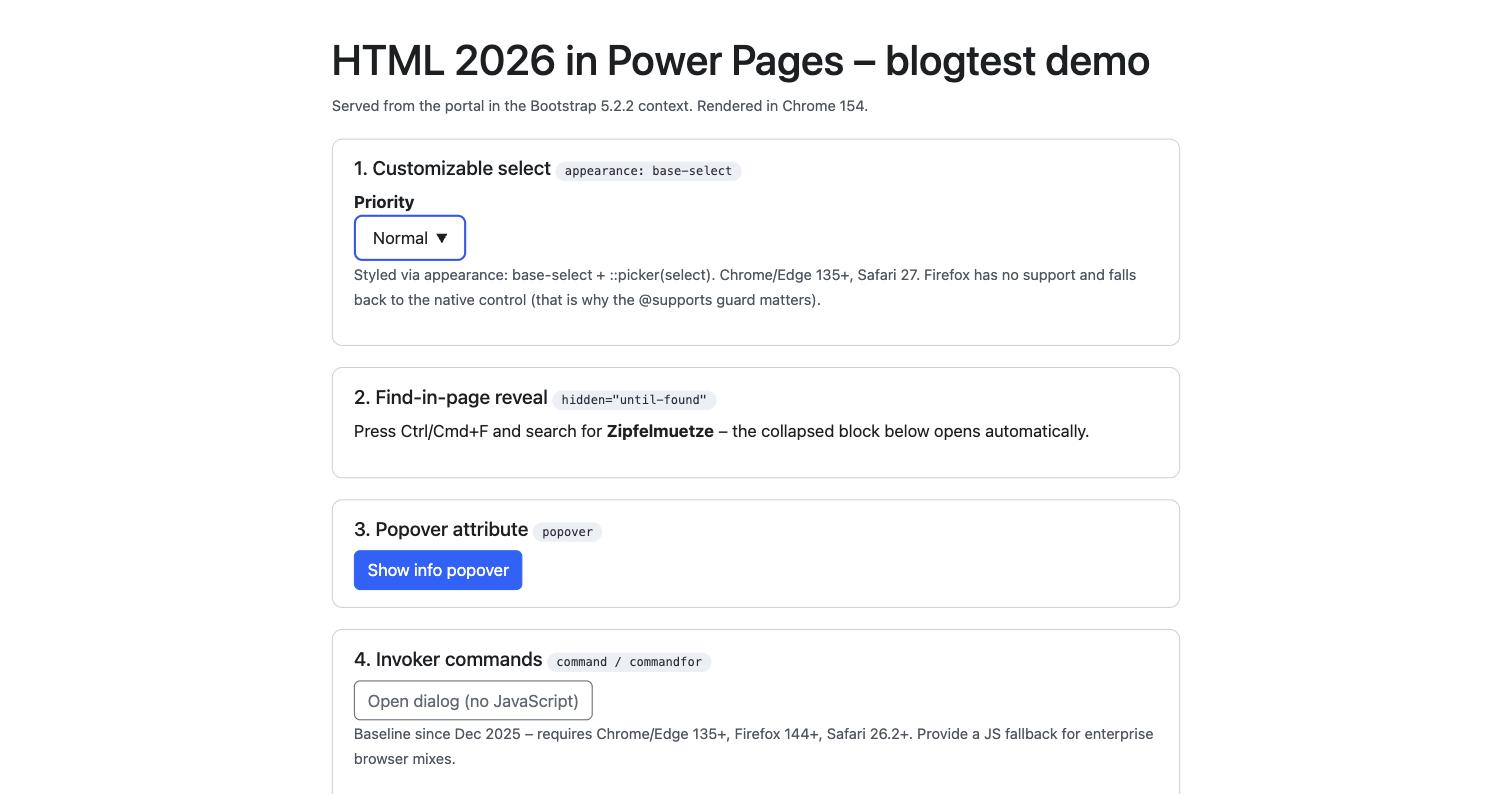 HTML 2026 in Power Pages – blogtest demo
Served from the portal in the Bootstrap 5.2.2 context. Rendered in Chrome 154.
1. Customizable select appearance: base-select
Priority
Normal ▼
Styled via appearance: base-select + ::picker(select). Chrome/Edge 135+, Safari 27. Firefox has no support and falls
back to the native control (that is why the @supports guard matters).
2. Find-in-page reveal hidden="until-found"
Press Ctrl/Cmd+F and search for Zipfelmuetze – the collapsed block below opens automatically.
3. Popover attribute popover
Show info popover
4. Invoker commands command / commandfor
Open dialog (no JavaScript)
Baseline since Dec 2025 – requires Chrome/Edge 135+, Firefox 144+, Safari 26.2+. Provide a JS fallback for enterprise
browser mixes.